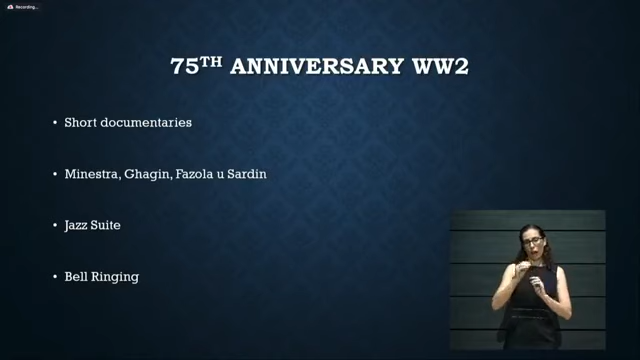 Recording...
75TH ANNIVERSARY WW2
• Short documentaries
• Minestra, Ghagin, Fazola u Sardin
• Jazz Suite
• Bell Ringing